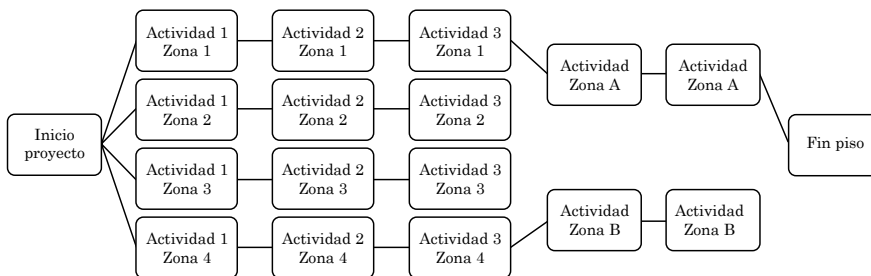 Actividad 1
Zona 1
Actividad 2
Zona 1
Actividad 3
Zona 1
Actividad
Zona A
Actividad
Zona A
Actividad 1
Zona 2
Actividad 2
Zona 2
Actividad 3
Zona 2
Inicio
proyecto
Fin piso
Actividad 1
Zona 3
Actividad 2
Zona 3
Actividad 3
Zona 3
Actividad 1
Zona 4
Actividad 2
Zona 4
Actividad 3
Zona 4
Actividad
Zona B
Actividad
Zona B